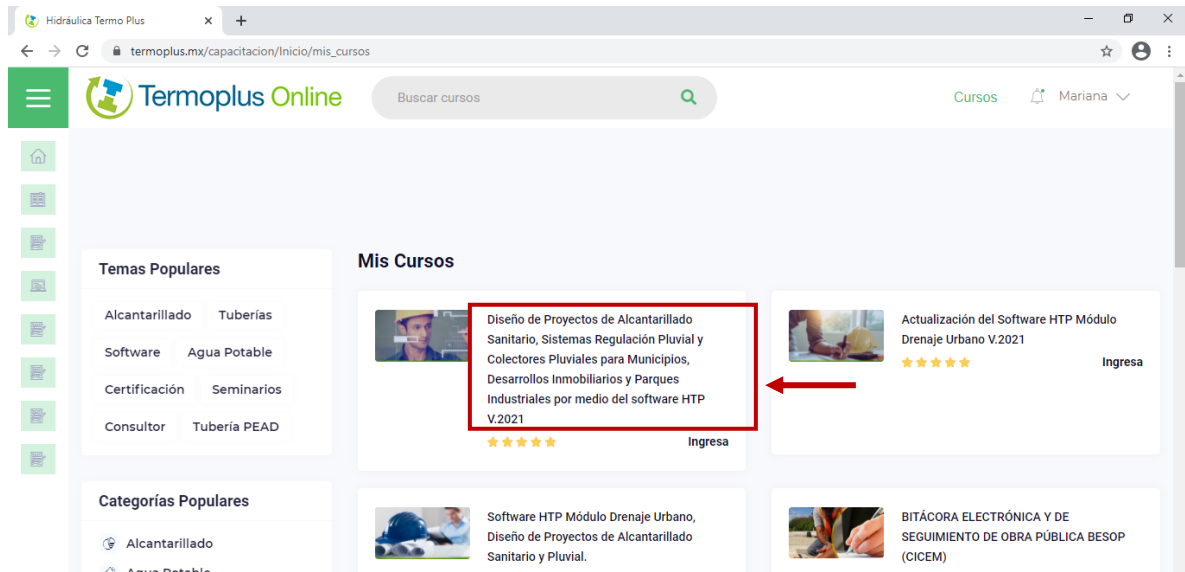 Hidráulica Termo Plus
termoplus.mx/capacitacion/Inicio/mis_cursos
Termoplus Online
Buscar cursos
Cursos
Mariana
Temas Populares
Alcantarillado Tuberías
Software Agua Potable
Certificación Seminarios
Consultor Tubería PEAD
Categorías Populares
Alcantarillado
Agua Potable
Mis Cursos
Diseño de Proyectos de Alcantarillado
Sanitario, Sistemas Regulación Pluvial y
Colectores Pluviales para Municipios,
Desarrollos Inmobiliarios y Parques
Industriales por medio del software HTP
V.2021
Ingresa
Actualización del Software HTP Módulo
Drenaje Urbano V.2021
Ingresa
Software HTP Módulo Drenaje Urbano,
Diseño de Proyectos de Alcantarillado
Sanitario y Pluvial.
BITÁCORA ELECTRÓNICA Y DE
SEGUIMIENTO DE OBRA PÚBLICA BESOP
(CICEM)